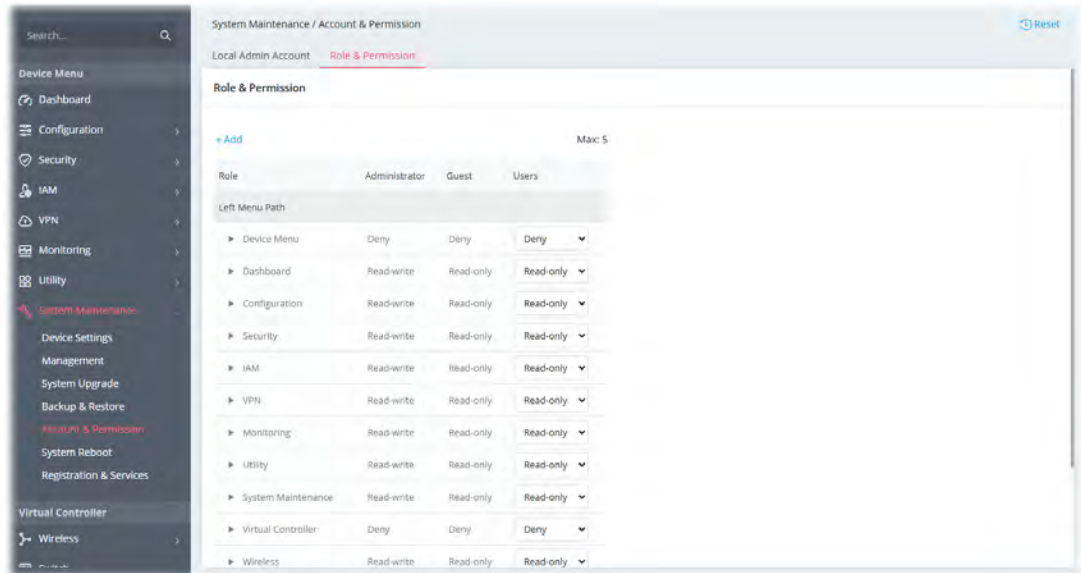 System Maintenance / Account & Permission
Reset
Search...
Local Admin Account Role & Permission
Device Menu
Dashboard
Configuration
Security
IAM
VPN
Monitoring
Utility
System Maintenance
Device Settings
Management
System Upgrade
Backup & Restore
Account & Permission
System Reboot
Registration & Services
Virtual Controller
Wireless
Switch
Role & Permission
+ Add Max: 5
Role Administrator Guest Users
Left Menu Path
Device Menu Deny Deny Deny
Dashboard Read-write Read-only Read-only
Configuration Read-write Read-only Read-only
Security Read-write Read-only Read-only
IAM Read-write Read-only Read-only
VPN Read-write Read-only Read-only
Monitoring Read-write Read-only Read-only
Utility Read-write Read-only Read-only
System Maintenance Read-write Read-only Read-only
Virtual Controller Deny Deny Deny
Wireless Read-write Read-only Read-only